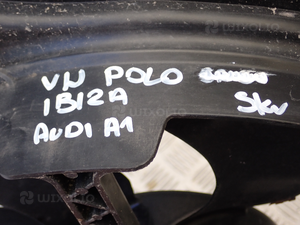 VW POLO
IBIZA SKW
AUDI A1